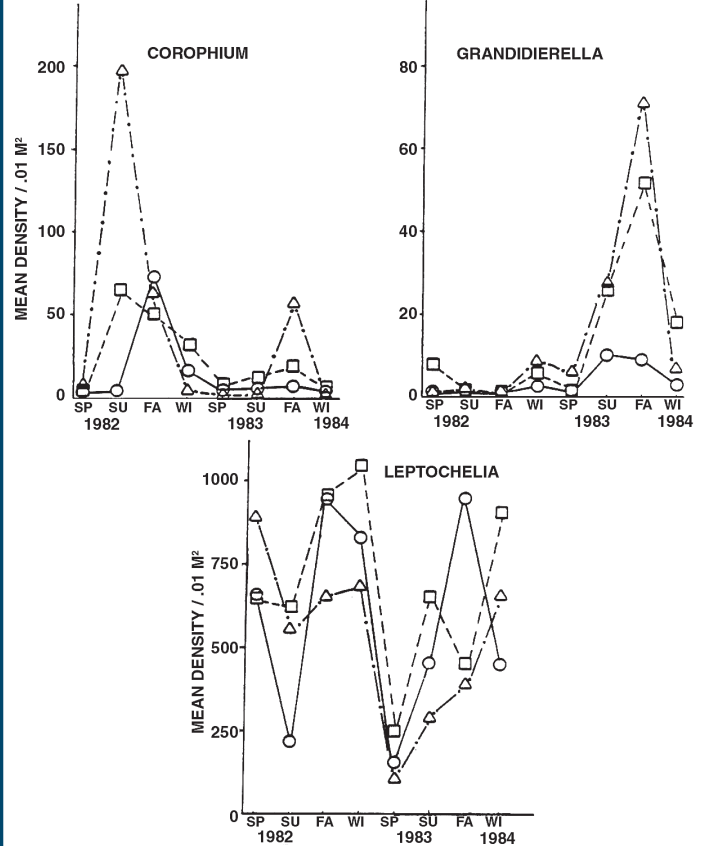 COROPHIUM
MEAN DENSITY / .01 M²
200
150
100
50
0
SP SU FA WI SP SU FA WI
1982 1983 1984
GRANDIDIERELLA
80
60
40
20
0
SP SU FA WI SP SU FA WI
1982 1983 1984
LEPTOCHELIA
MEAN DENSITY / .01 M²
1000
750
500
250
0
SP SU FA WI SP SU FA WI
1982 1983 1984